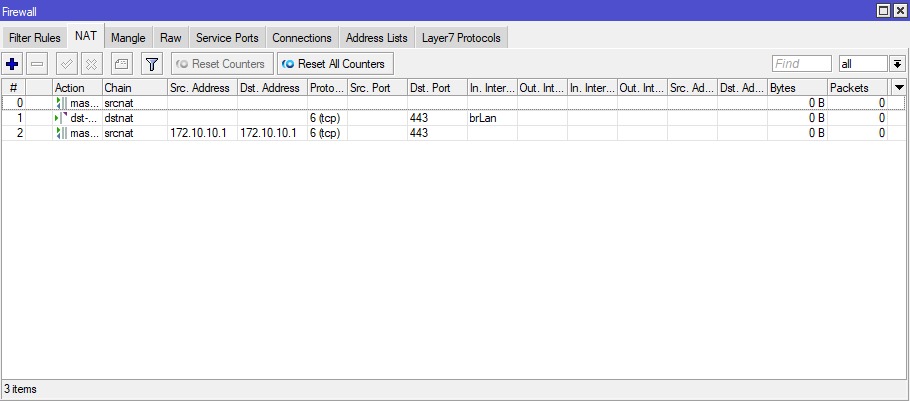 Firewall
Filter Rules NAT Mangle Raw Service Ports Connections Address Lists Layer7 Protocols
Reset Counters Reset All Counters Find all
# Action Chain Src. Address Dst. Address Proto... Src. Port Dst. Port In. Inter... Out. Int... In. Inter... Out. Int... Src. Ad... Dst. Ad... Bytes Packets
0 mas... srcnat 0 B 0
1 dst-... dstnat 6 (tcp) 443 brLan 0 B 0
2 mas... srcnat 172.10.10.1 172.10.10.1 6 (tcp) 443 0 B 0
3 items